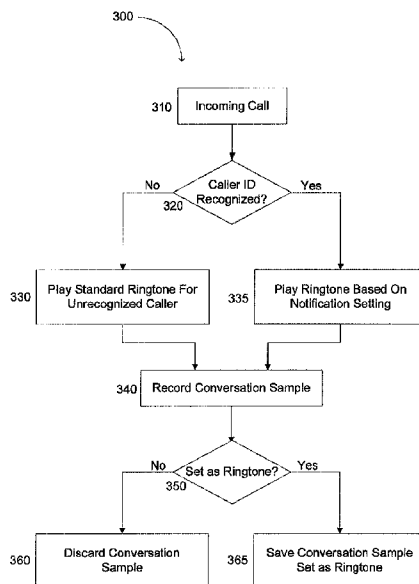 300
310
Incoming Call
No
Caller ID
Recognized?
Yes
320
330
Play Standard Ringtone For
Unrecognized Caller
335
Play Ringtone Based On
Notification Setting
340
Record Conversation Sample
No
Set as Ringtone?
Yes
350
360
Discard Conversation
Sample
365
Save Conversation Sample
Set as Ringtone